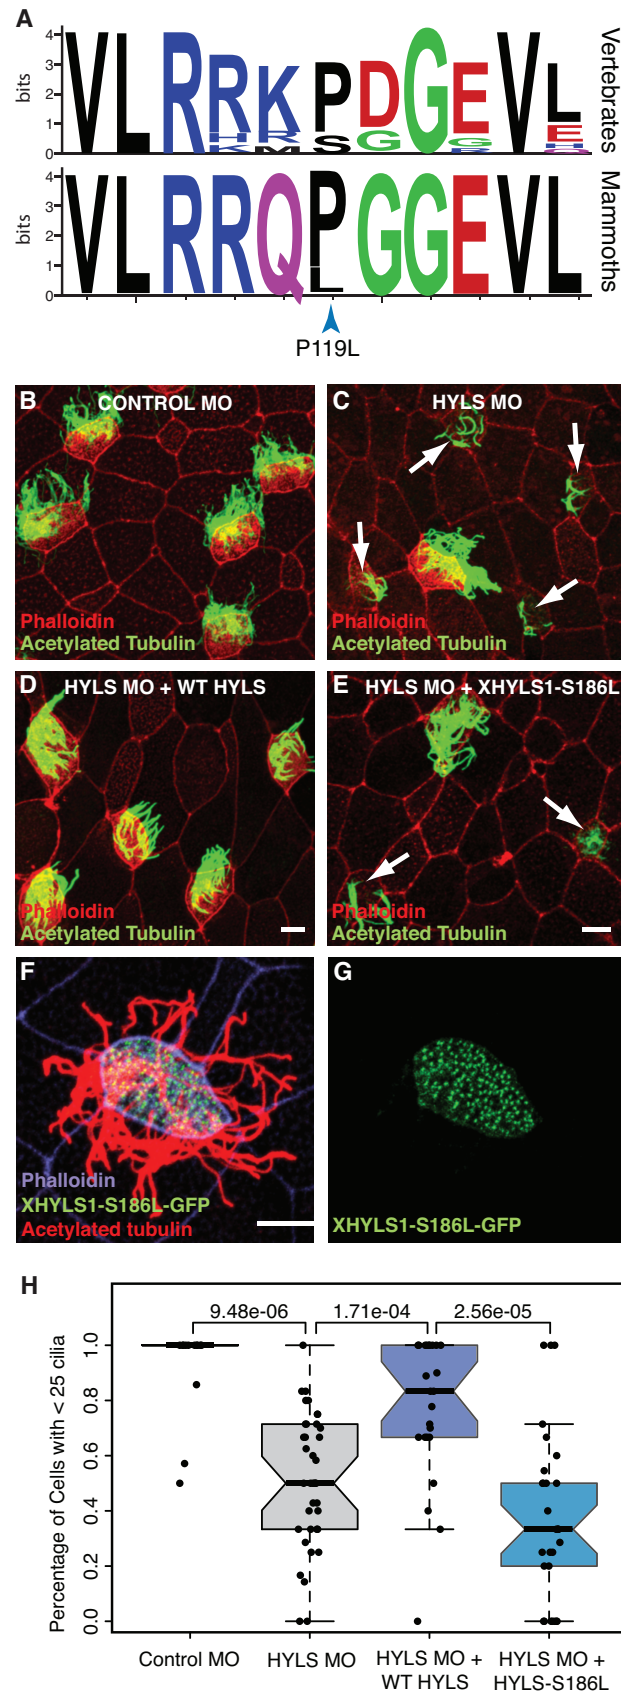 A
bits
4
3
2
1
0
VLRRKPDGEVL
HRSGGE
KMRH
Q
Vertebrates
bits
4
3
2
1
0
VLRRQPGGEVL
L
Mammoths
P119L
B CONTROL MO
Phalloidin
Acetylated Tubulin
C HYLS MO
Phalloidin
Acetylated Tubulin
D HYLS MO + WT HYLS
Phalloidin
Acetylated Tubulin
E HYLS MO + XHYLS1-S186L
Phalloidin
Acetylated Tubulin
F
Phalloidin
XHYLS1-S186L-GFP
Acetylated tubulin
G
XHYLS1-S186L-GFP
H
9.48e-06 1.71e-04 2.56e-05
Percentage of Cells with < 25 cilia
1.0
0.8
0.6
0.4
0.2
0.0
Control MO
HYLS MO
HYLS MO +
WT HYLS
HYLS MO +
HYLS-S186L